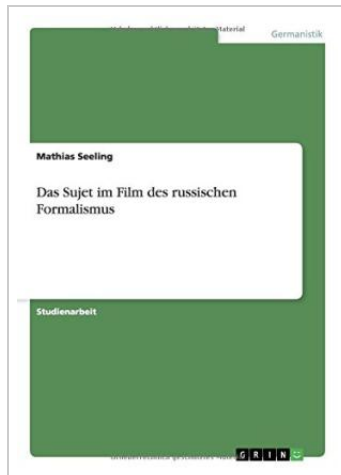 Germanistik
Mathias Seeling
Das Sujet im Film des russischen
Formalismus
Studienarbeit
GRIN